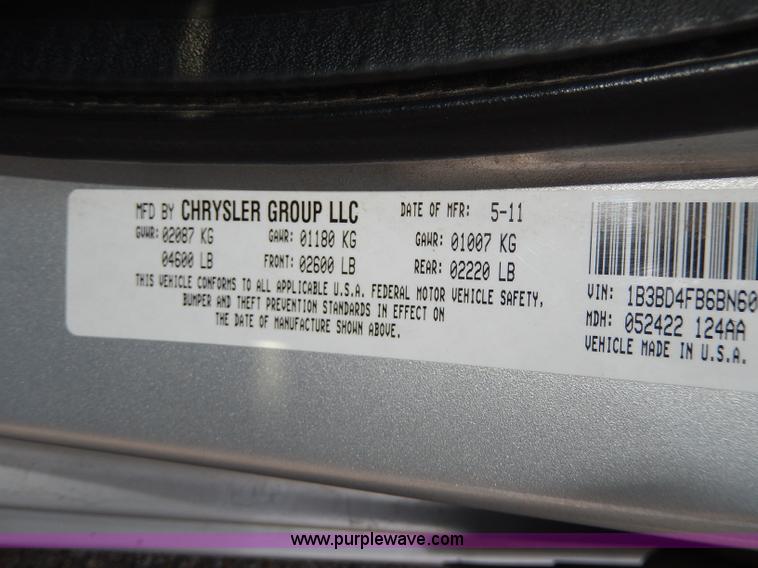 MFD BY CHRYSLER GROUP LLC DATE OF MFR: 5-11
GVWR: 02087 KG GAWR: 01180 KG GAWR: 01007 KG
04600 LB FRONT: 02600 LB REAR: 02220 LB
THIS VEHICLE CONFORMS TO ALL APPLICABLE U.S.A. FEDERAL MOTOR VEHICLE SAFETY,
BUMPER AND THEFT PREVENTION STANDARDS IN EFFECT ON
THE DATE OF MANUFACTURE SHOWN ABOVE.
VIN: 1B3BD4FB6BN60
MDH: 052422 124AA
VEHICLE MADE IN U.S.A.
www.purplewave.com